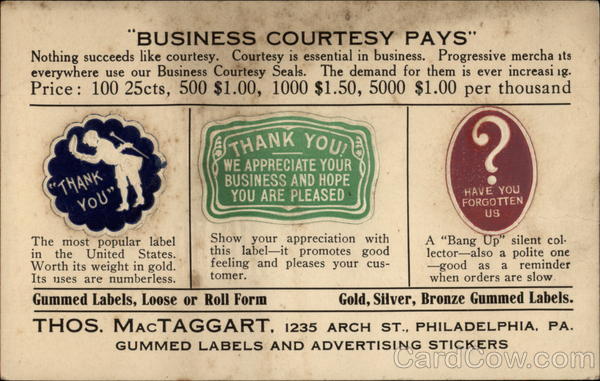 "BUSINESS COURTESY PAYS"
Nothing succeeds like courtesy. Courtesy is essential in business. Progressive mercha ts
everywhere use our Business Courtesy Seals. The demand for them is ever increasi g.
Price: 100 25cts, 500 $1.00, 1000 $1.50, 5000 $1.00 per thousand
"THANK
YOU"
The most popular label
in the United States.
Worth its weight in gold.
Its uses are numberless.
THANK YOU!
WE APPRECIATE YOUR
BUSINESS AND HOPE
YOU ARE PLEASED
Show your appreciation with
this label—it promotes good
feeling and pleases your cus-
tomer.
?
HAVE YOU
FORGOTTEN
US
A "Bang Up" silent col-
lector—also a polite one
—good as a reminder
when orders are slow
Gummed Labels, Loose or Roll Form
Gold, Silver, Bronze Gummed Labels.
THOS. MACTAGGART, 1235 ARCH ST., PHILADELPHIA, PA.
GUMMED LABELS AND ADVERTISING STICKERS
CardCow.com